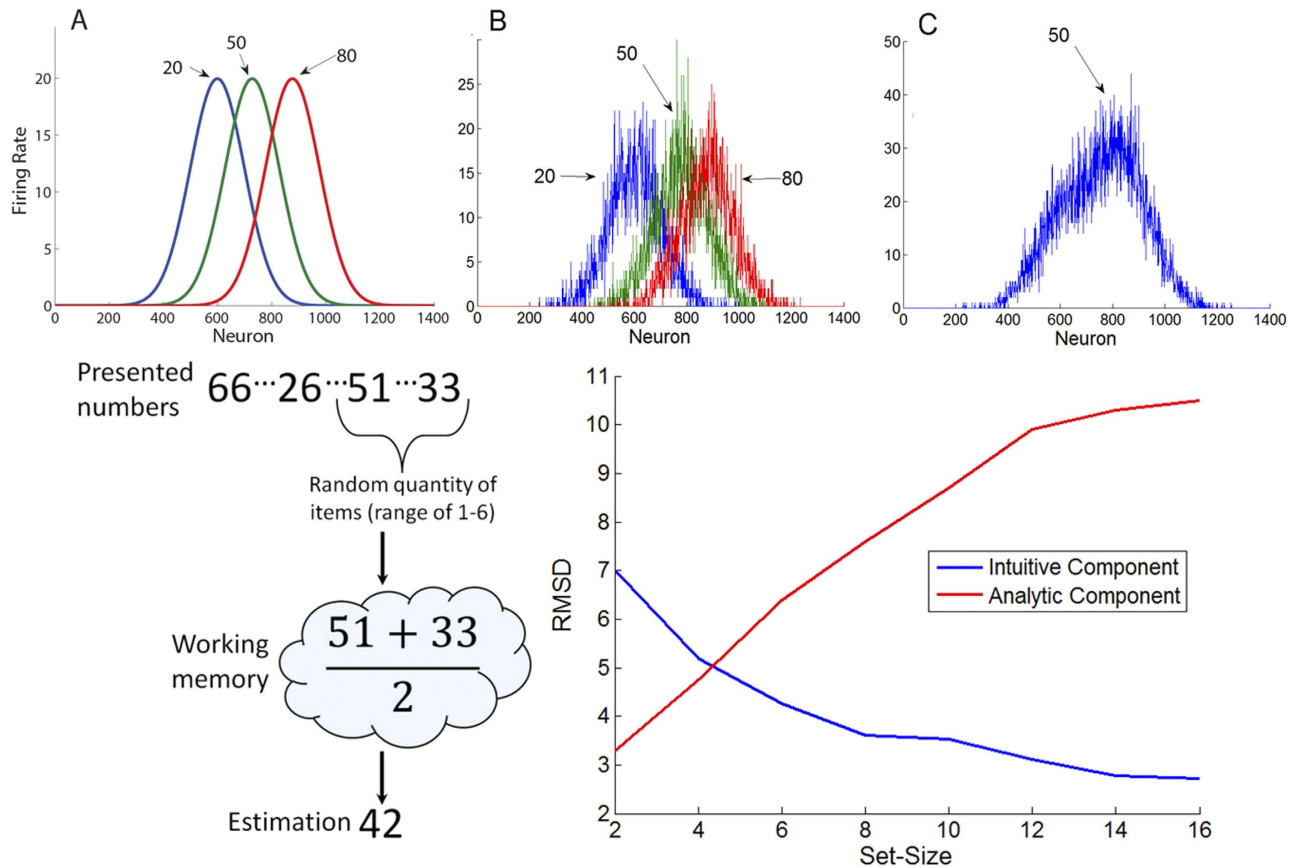 A
50
20
80
20
15
10
5
0
Firing Rate
0 200 400 600 800 1000 1200 1400
Neuron
B
50
20
80
30
25
20
15
10
5
0
0 200 400 600 800 1000 1200 1400
Neuron
C
50
50
40
30
20
10
0
0 200 400 600 800 1000 1200 1400
Neuron
Presented
numbers
66···26···51···33
Random quantity of
items (range of 1-6)
Working
memory
51 + 33
2
Estimation 42
11
10
9
8
7
6
5
4
3
2
RMSD
Intuitive Component
Analytic Component
2 4 6 8 10 12 14 16
Set-Size